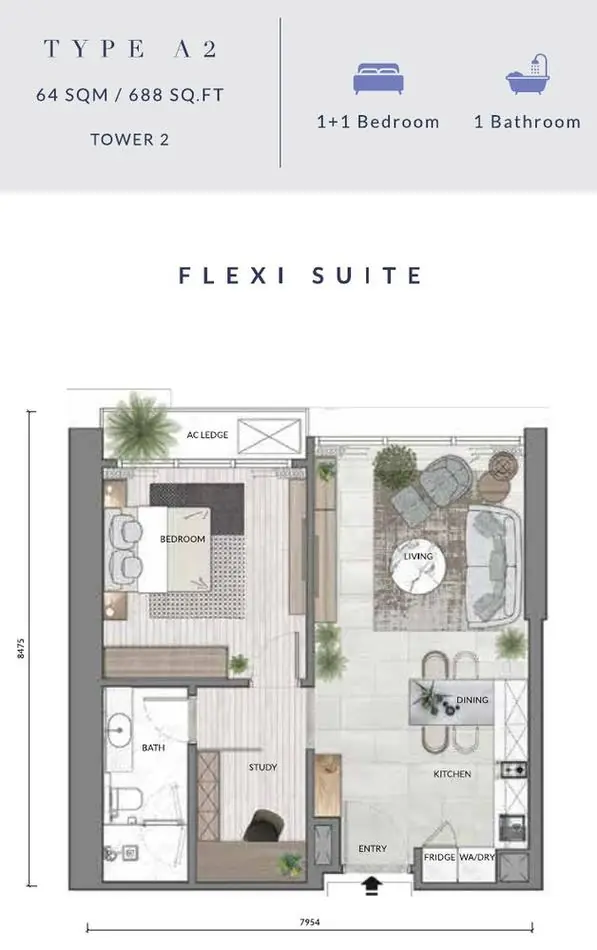 TYPE A2
64 SQM / 688 SQ.FT
TOWER 2
1+1 Bedroom
1 Bathroom
FLEXI SUITE
AC LEDGE
BEDROOM
LIVING
8475
DINING
BATH
STUDY
KITCHEN
ENTRY
FRIDGE
WA/DRY
7954